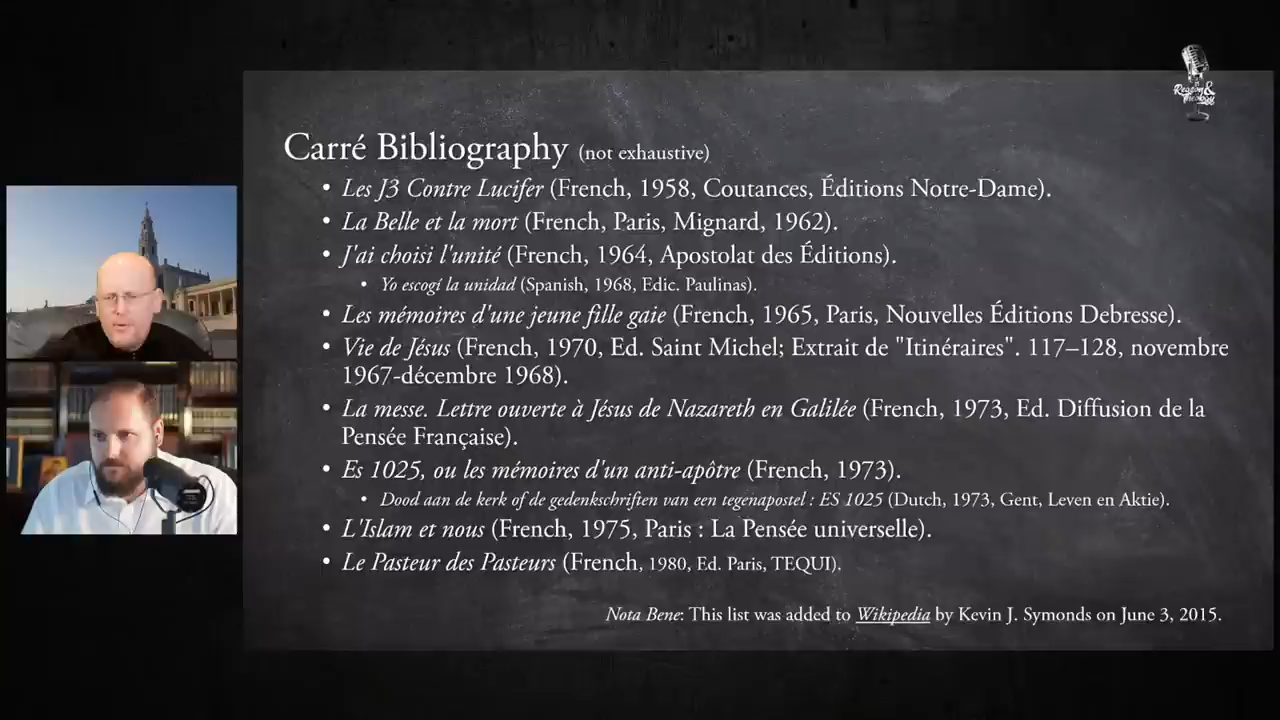 Reason &
Theology
Carré Bibliography (not exhaustive)
• Les J3 Contre Lucifer (French, 1958, Coutances, Éditions Notre-Dame).
• La Belle et la mort (French, Paris, Mignard, 1962).
• J'ai choisi l'unité (French, 1964, Apostolat des Éditions).
• Yo escogí la unidad (Spanish, 1968, Edic. Paulinas).
• Les mémoires d'une jeune fille gaie (French, 1965, Paris, Nouvelles Éditions Debresse).
• Vie de Jésus (French, 1970, Ed. Saint Michel; Extrait de "Itinéraires". 117–128, novembre
1967-décembre 1968).
• La messe. Lettre ouverte à Jésus de Nazareth en Galilée (French, 1973, Ed. Diffusion de la
Pensée Française).
• Es 1025, ou les mémoires d'un anti-apôtre (French, 1973).
• Dood aan de kerk of de gedenkschriften van een tegenapostel : ES 1025 (Dutch, 1973, Gent, Leven en Aktie).
• L'Islam et nous (French, 1975, Paris : La Pensée universelle).
• Le Pasteur des Pasteurs (French, 1980, Ed. Paris, TEQUI).
Nota Bene: This list was added to Wikipedia by Kevin J. Symonds on June 3, 2015.